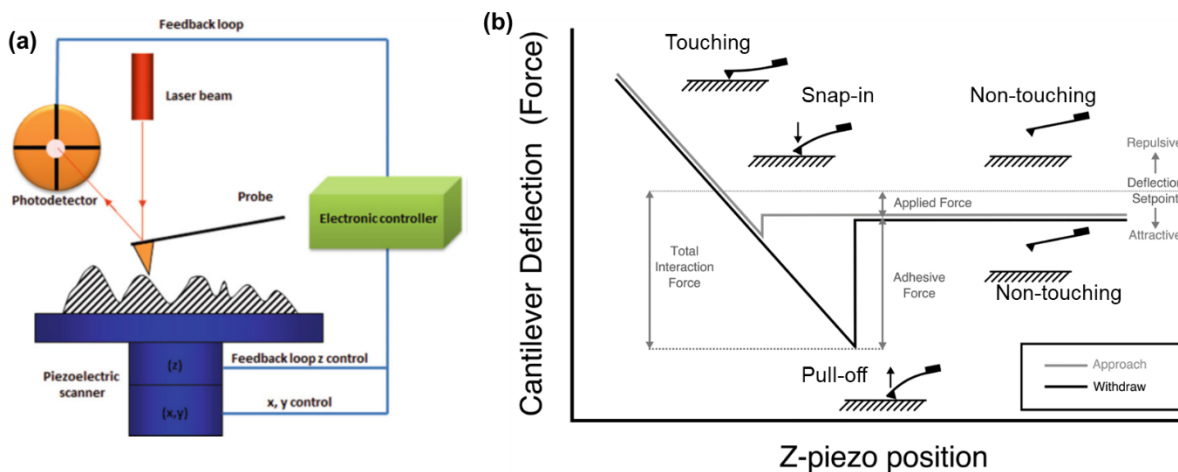 (a)
Feedback loop
Laser beam
Photodetector
Probe
Electronic controller
Piezoelectric
scanner
(z)
(x,y)
Feedback loop z control
x, y control
(b)
Cantilever Deflection (Force)
Touching
Snap-in
Non-touching
Repulsive
Deflection
Setpoint
Attractive
Applied Force
Total
Interaction
Force
Adhesive
Force
Non-touching
Pull-off
Approach
Withdraw
Z-piezo position